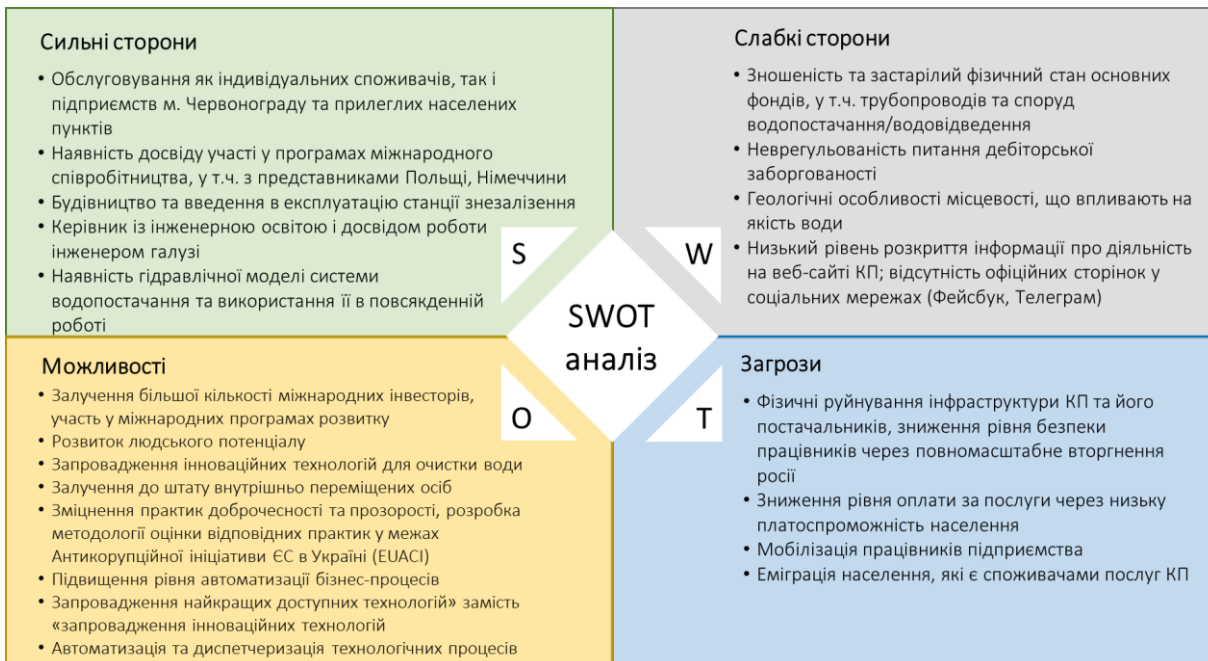 Сильні сторони
• Обслуговування як індивідуальних споживачів, так і
підприємств м. Червонограду та прилеглих населених
пунктів
• Наявність досвіду участі у програмах міжнародного
співробітництва, у т.ч. з представниками Польщі, Німеччини
• Будівництво та введення в експлуатацію станції знезалізення
• Керівник із інженерною освітою і досвідом роботи
інженером галузі
• Наявність гідравлічної моделі системи
водопостачання та використання її в повсякденній
роботі
S
Слабкі сторони
• Зношеність та застарілий фізичний стан основних
фондів, у т.ч. трубопроводів та споруд
водопостачання/водовідведення
• Неврегульованість питання дебіторської
заборгованості
• Геологічні особливості місцевості, що впливають на
якість води
• Низький рівень розкриття інформації про діяльність
на веб-сайті КП; відсутність офіційних сторінок у
соціальних мережах (Фейсбук, Телеграм)
W
SWOT
аналіз
Можливості
• Залучення більшої кількості міжнародних інвесторів,
участь у міжнародних програмах розвитку
• Розвиток людського потенціалу
• Запровадження інноваційних технологій для очистки води
• Залучення до штату внутрішньо переміщених осіб
• Зміцнення практик доброчесності та прозорості, розробка
методології оцінки відповідних практик у межах
Антикорупційної ініціативи ЄС в Україні (EUACI)
• Підвищення рівня автоматизації бізнес-процесів
• Запровадження найкращих доступних технологій» замість
«запровадження інноваційних технологій
• Автоматизація та диспетчеризація технологічних процесів
O
Загрози
• Фізичні руйнування інфраструктури КП та його
постачальників, зниження рівня безпеки
працівників через повномасштабне вторгнення
росії
• Зниження рівня оплати за послуги через низьку
платоспроможність населення
• Мобілізація працівників підприємства
• Еміграція населення, які є споживачами послуг КП
T